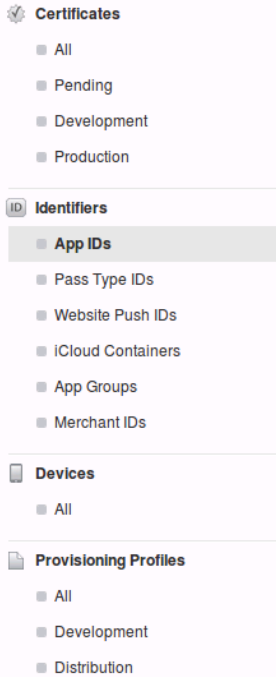 Certificates
All
Pending
Development
Production
ID Identifiers
App IDs
Pass Type IDs
Website Push IDs
iCloud Containers
App Groups
Merchant IDs
Devices
All
Provisioning Profiles
All
Development
Distribution